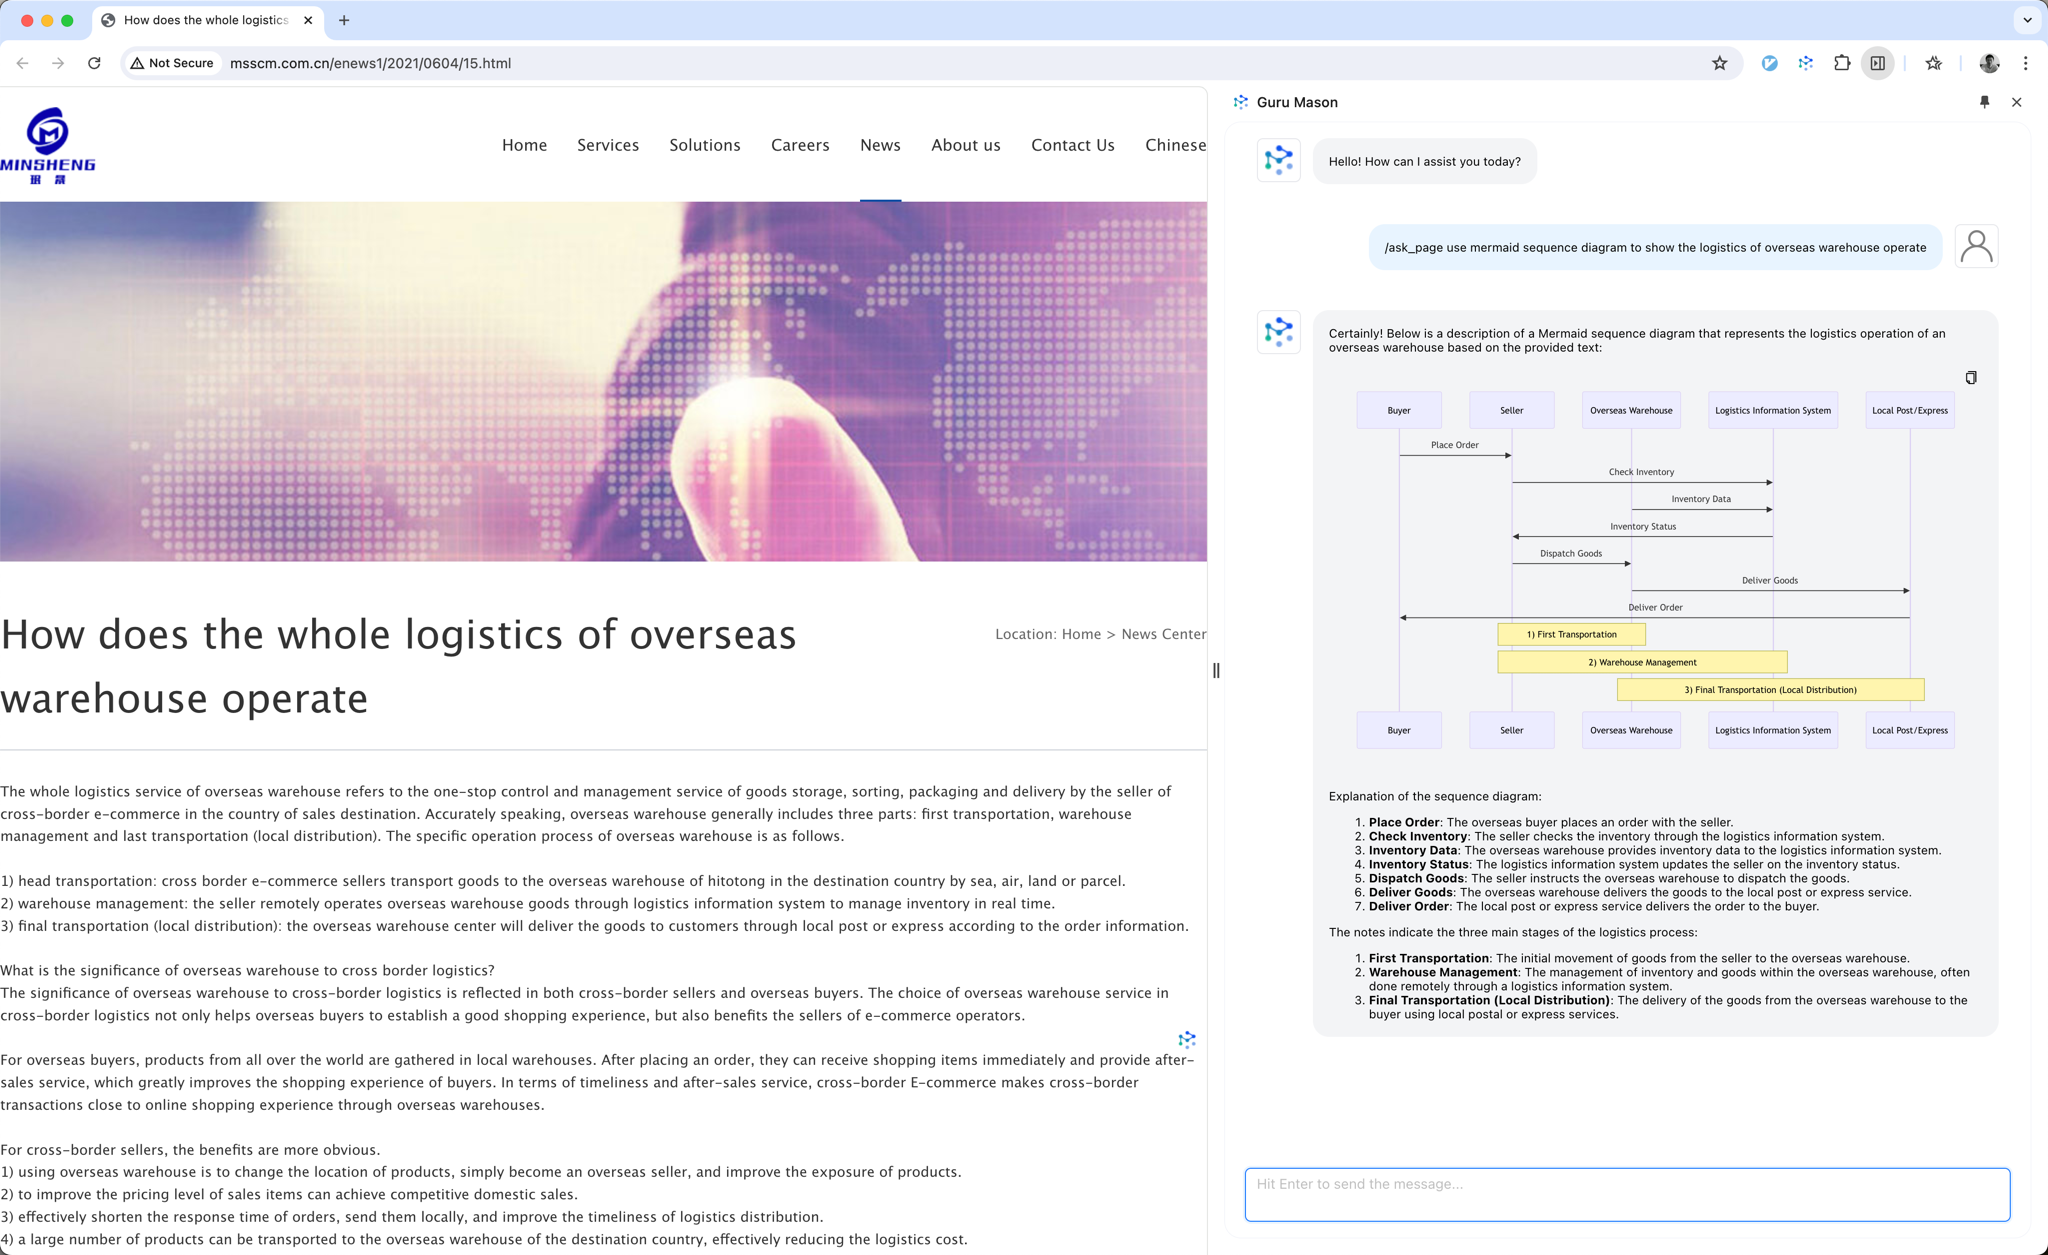 How does the whole logistics
Not Secure
msscm.com.cn/enews1/2021/0604/15.html
MINSHENG
珉晟
Home
Services
Solutions
Careers
News
About us
Contact Us
Chinese
How does the whole logistics of overseas
warehouse operate
Location: Home > News Center
The whole logistics service of overseas warehouse refers to the one-stop control and management service of goods storage, sorting, packaging and delivery by the seller of
cross-border e-commerce in the country of sales destination. Accurately speaking, overseas warehouse generally includes three parts: first transportation, warehouse
management and last transportation (local distribution). The specific operation process of overseas warehouse is as follows.
1) head transportation: cross border e-commerce sellers transport goods to the overseas warehouse of hitotong in the destination country by sea, air, land or parcel.
2) warehouse management: the seller remotely operates overseas warehouse goods through logistics information system to manage inventory in real time.
3) final transportation (local distribution): the overseas warehouse center will deliver the goods to customers through local post or express according to the order information.
What is the significance of overseas warehouse to cross border logistics?
The significance of overseas warehouse to cross-border logistics is reflected in both cross-border sellers and overseas buyers. The choice of overseas warehouse service in
cross-border logistics not only helps overseas buyers to establish a good shopping experience, but also benefits the sellers of e-commerce operators.
For overseas buyers, products from all over the world are gathered in local warehouses. After placing an order, they can receive shopping items immediately and provide after-
sales service, which greatly improves the shopping experience of buyers. In terms of timeliness and after-sales service, cross-border E-commerce makes cross-border
transactions close to online shopping experience through overseas warehouses.
For cross-border sellers, the benefits are more obvious.
1) using overseas warehouse is to change the location of products, simply become an overseas seller, and improve the exposure of products.
2) to improve the pricing level of sales items can achieve competitive domestic sales.
3) effectively shorten the response time of orders, send them locally, and improve the timeliness of logistics distribution.
4) a large number of products can be transported to the overseas warehouse of the destination country, effectively reducing the logistics cost.
Guru Mason
Hello! How can I assist you today?
/ask_page use mermaid sequence diagram to show the logistics of overseas warehouse operate
Certainly! Below is a description of a Mermaid sequence diagram that represents the logistics operation of an
overseas warehouse based on the provided text:
Buyer
Seller
Overseas Warehouse
Logistics Information System
Local Post/Express
Place Order
Check Inventory
Inventory Data
Inventory Status
Dispatch Goods
Deliver Goods
Deliver Order
1) First Transportation
2) Warehouse Management
3) Final Transportation (Local Distribution)
Buyer
Seller
Overseas Warehouse
Logistics Information System
Local Post/Express
Explanation of the sequence diagram:
1. Place Order: The overseas buyer places an order with the seller.
2. Check Inventory: The seller checks the inventory through the logistics information system.
3. Inventory Data: The overseas warehouse provides inventory data to the logistics information system.
4. Inventory Status: The logistics information system updates the seller on the inventory status.
5. Dispatch Goods: The seller instructs the overseas warehouse to dispatch the goods.
6. Deliver Goods: The overseas warehouse delivers the goods to the local post or express service.
7. Deliver Order: The local post or express service delivers the order to the buyer.
The notes indicate the three main stages of the logistics process:
1. First Transportation: The initial movement of goods from the seller to the overseas warehouse.
2. Warehouse Management: The management of inventory and goods within the overseas warehouse, often
done remotely through a logistics information system.
3. Final Transportation (Local Distribution): The delivery of the goods from the overseas warehouse to the
buyer using local postal or express services.
Hit Enter to send the message...